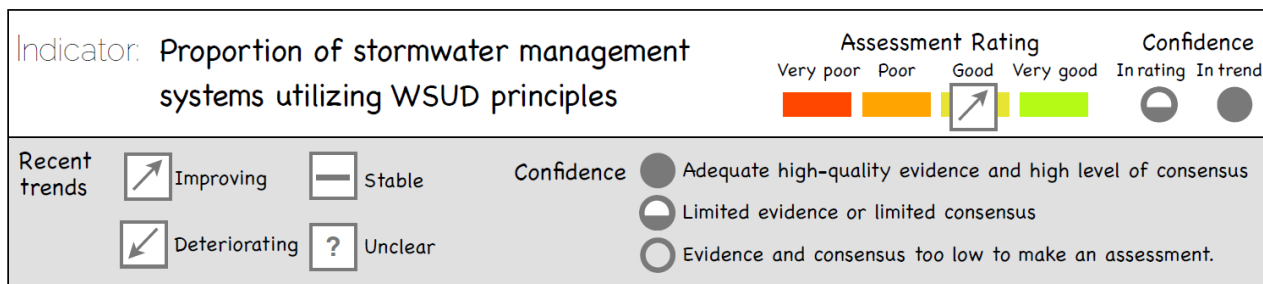 Indicator: Proportion of stormwater management
systems utilizing WSUD principles
Assessment Rating
Very poor Poor Good Very good
Confidence
In rating In trend
Recent
trends
Improving
Stable
Deteriorating
? Unclear
Confidence
Adequate high-quality evidence and high level of consensus
Limited evidence or limited consensus
Evidence and consensus too low to make an assessment.